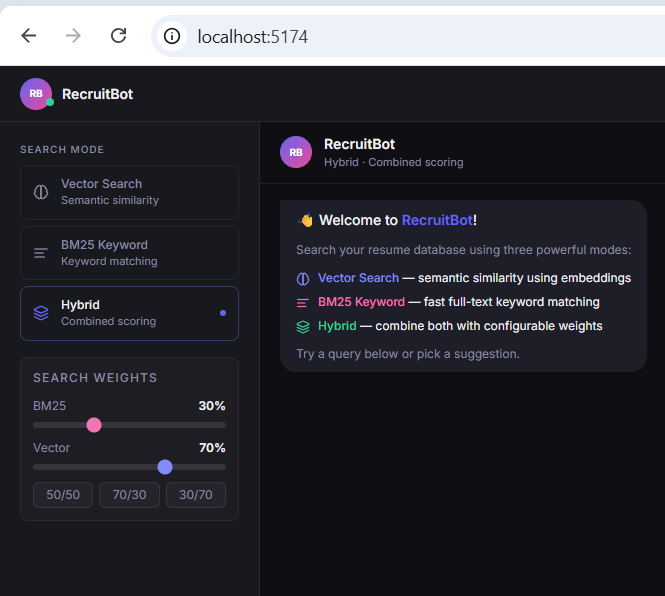 localhost:5174
RB RecruitBot
SEARCH MODE
Vector Search
Semantic similarity
BM25 Keyword
Keyword matching
Hybrid
Combined scoring
SEARCH WEIGHTS
BM25 30%
Vector 70%
50/50 70/30 30/70
RB RecruitBot
Hybrid · Combined scoring
👋 Welcome to RecruitBot!
Search your resume database using three powerful modes:
Vector Search — semantic similarity using embeddings
BM25 Keyword — fast full-text keyword matching
Hybrid — combine both with configurable weights
Try a query below or pick a suggestion.